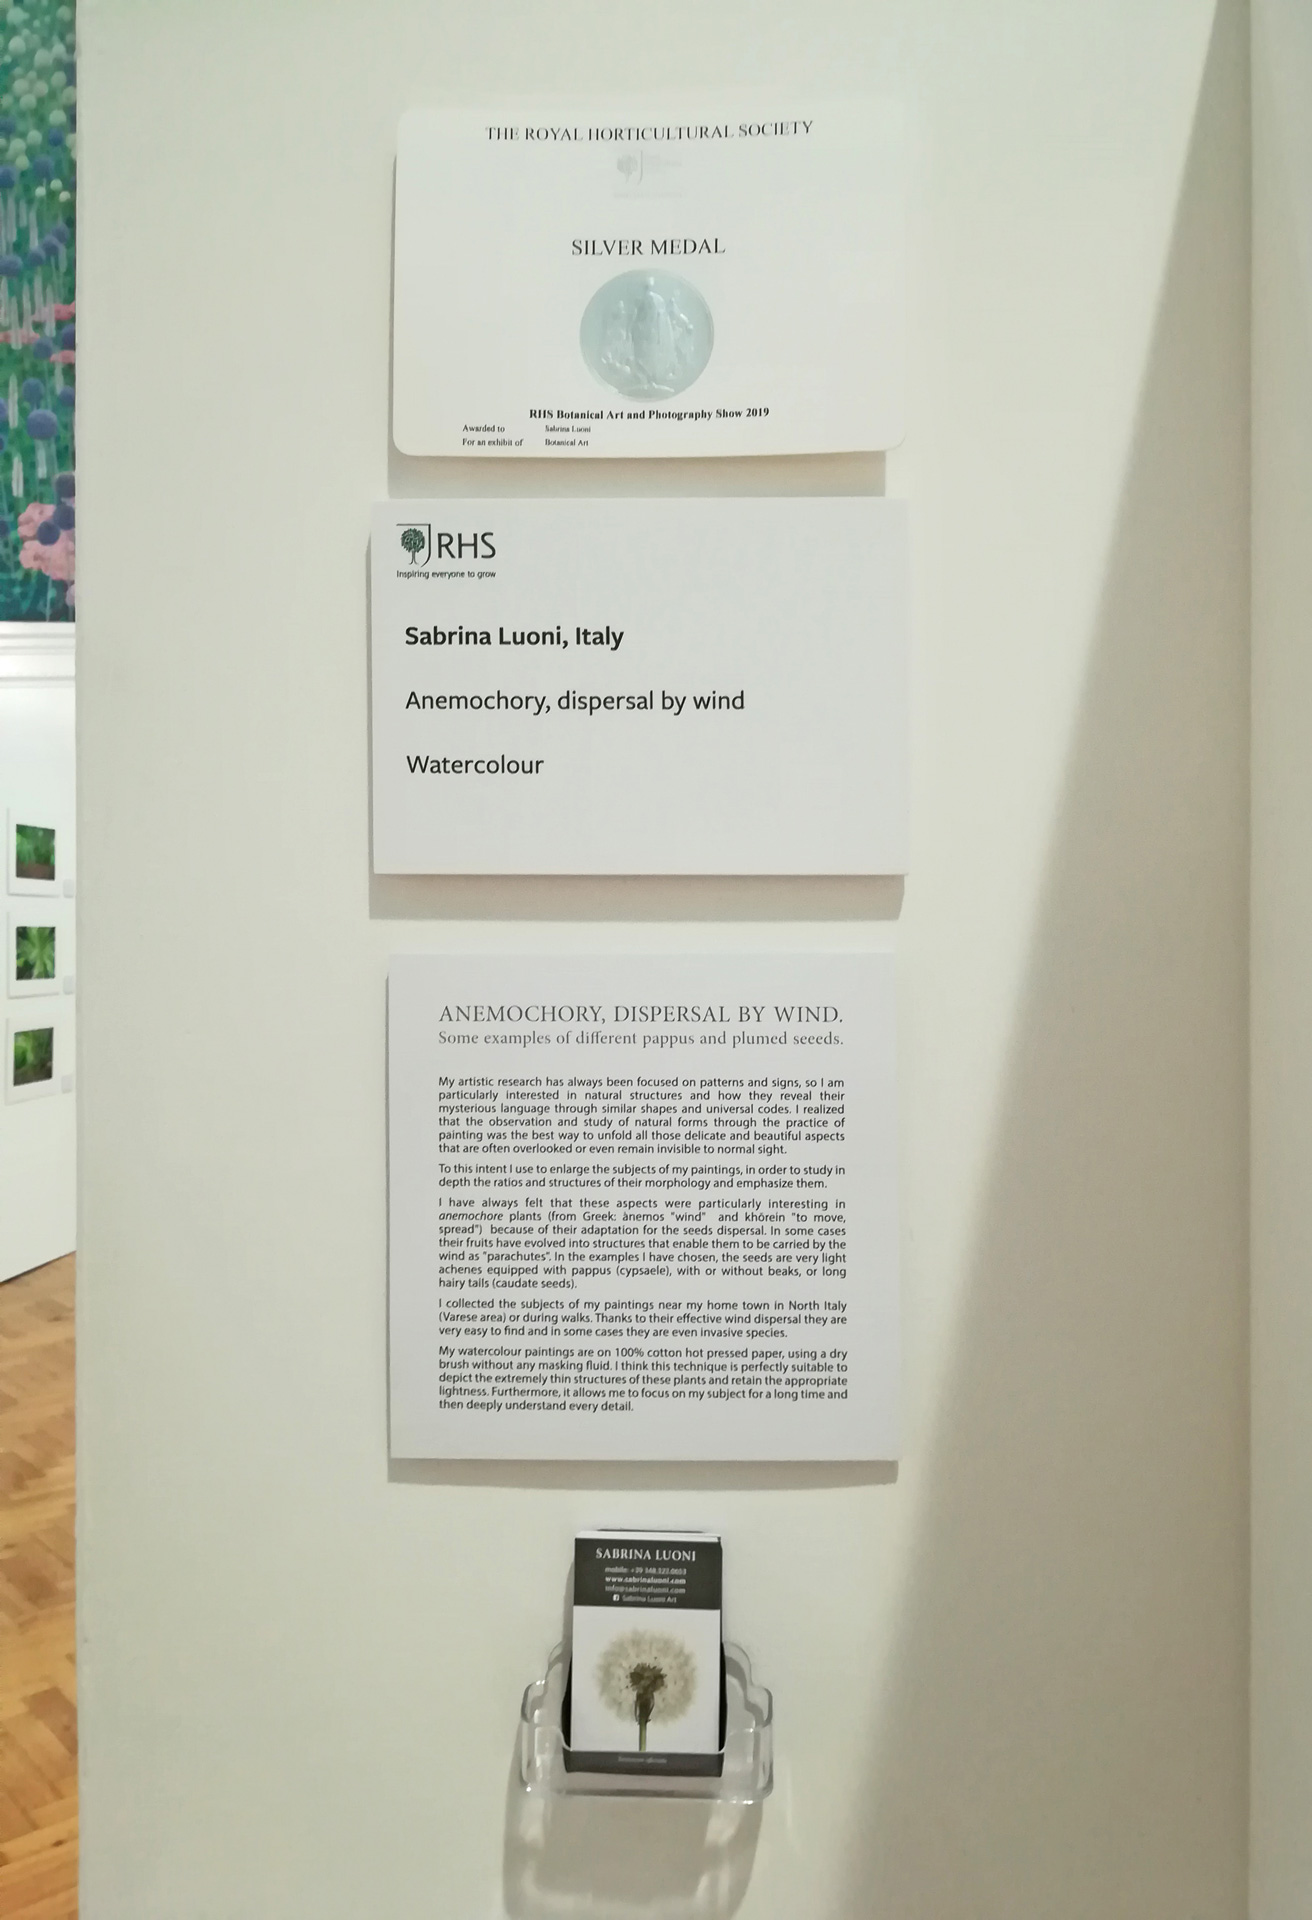 THE ROYAL HORTICULTURAL SOCIETY
SILVER MEDAL
RHS Botanical Art and Photography Show 2019
Awarded to Sabrina Luoni
For an exhibit of Botanical Art
RHS
Inspiring everyone to grow
Sabrina Luoni, Italy
Anemochory, dispersal by wind
Watercolour
ANEMOCHORY, DISPERSAL BY WIND.
Some examples of different pappus and plumed seeeds.
My artistic research has always been focused on patterns and signs, so I am
particularly interested in natural structures and how they reveal their
mysterious language through similar shapes and universal codes. I realized
that the observation and study of natural forms through the practice of
painting was the best way to unfold all those delicate and beautiful aspects
that are often overlooked or even remain invisible to normal sight.
To this intent I use to enlarge the subjects of my paintings, in order to study in
depth the ratios and structures of their morphology and emphasize them.
I have always felt that these aspects were particularly interesting in
anemochore plants (from Greek: ànemos "wind" and khōrein "to move,
spread") because of their adaptation for the seeds dispersal. In some cases
their fruits have evolved into structures that enable them to be carried by the
wind as "parachutes". In the examples I have chosen, the seeds are very light
achenes equipped with pappus (cypsaele), with or without beaks, or long
hairy tails (caudate seeds).
I collected the subjects of my paintings near my home town in North Italy
(Varese area) or during walks. Thanks to their effective wind dispersal they are
very easy to find and in some cases they are even invasive species.
My watercolour paintings are on 100% cotton hot pressed paper, using a dry
brush without any masking fluid. I think this technique is perfectly suitable to
depict the extremely thin structures of these plants and retain the appropriate
lightness. Furthermore, it allows me to focus on my subject for a long time and
then deeply understand every detail.
SABRINA LUONI
mobile: +39
www.sabrinaluoni.com
info@sabrinaluoni.com
Sabrina Luoni Art